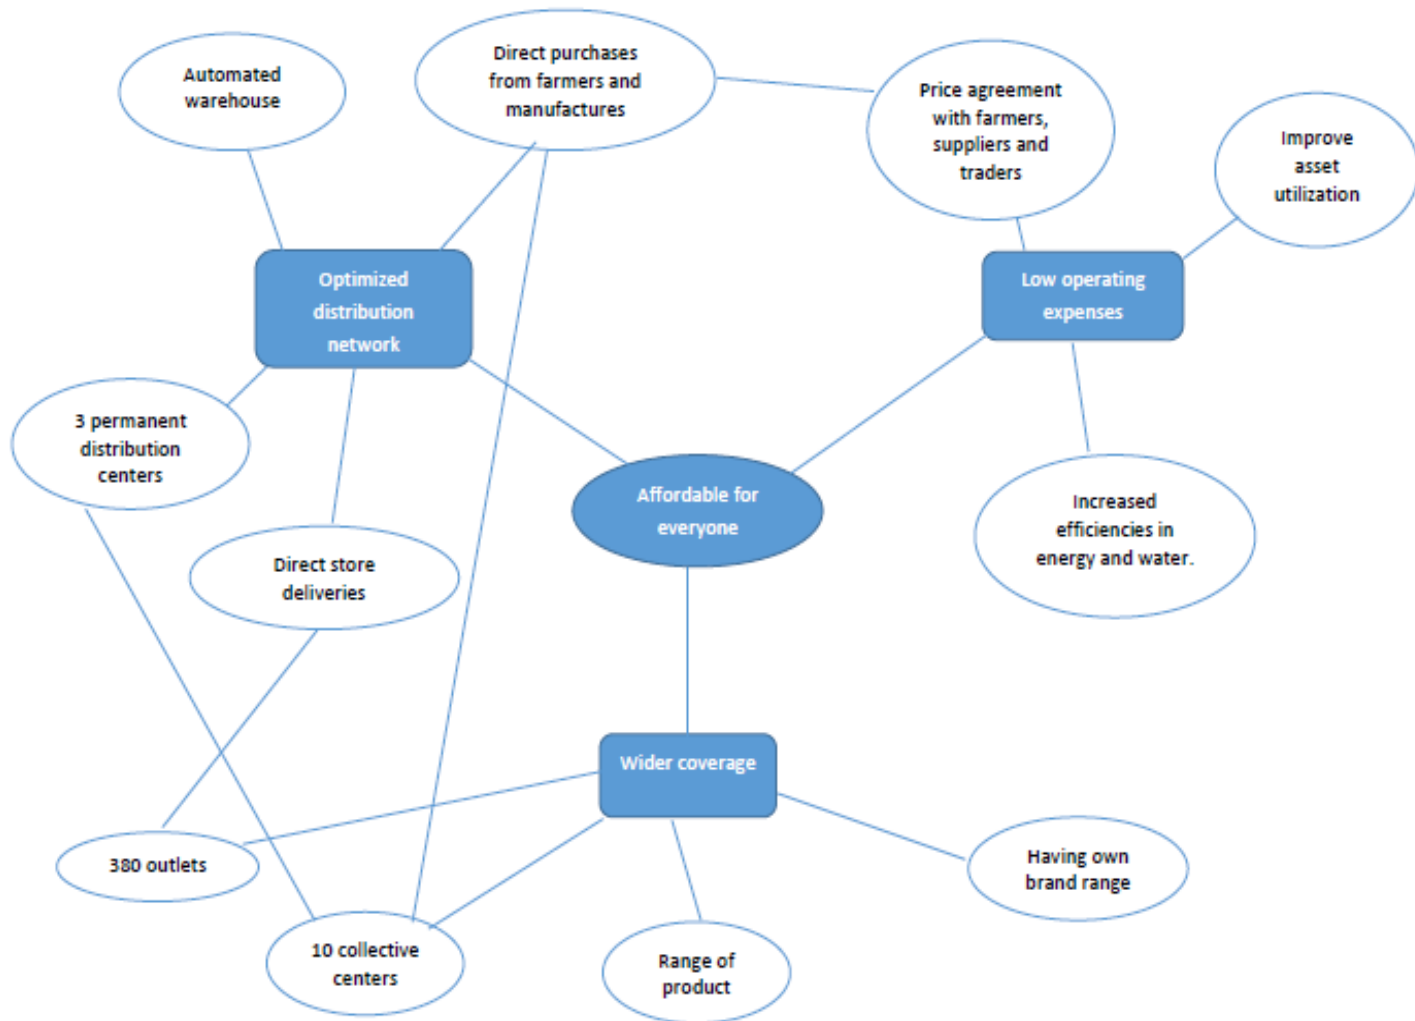 Automated
warehouse
Direct purchases
from farmers and
manufactures
Price agreement
with farmers,
suppliers and
traders
Improve
asset
utilization
Optimized
distribution
network
Low operating
expenses
3 permanent
distribution
centers
Affordable for
everyone
Increased
efficiencies in
energy and water.
Direct store
deliveries
Wider coverage
380 outlets
Having own
brand range
10 collective
centers
Range of
product